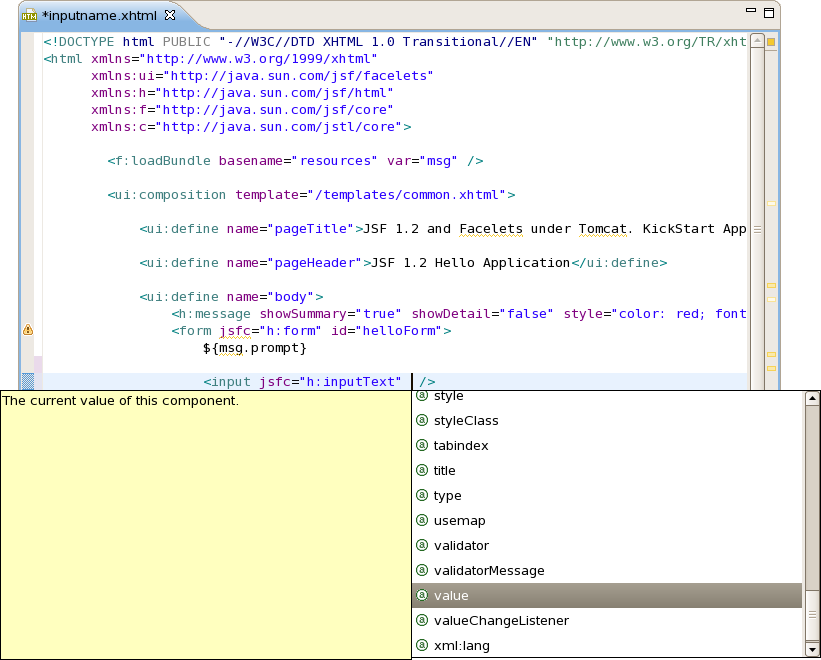 *inputname.xhtml
<!DOCTYPE html PUBLIC "-//W3C//DTD XHTML 1.0 Transitional//EN" "http://www.w3.org/TR/xht
<html xmlns="http://www.w3.org/1999/xhtml"
xmlns:ui="http://java.sun.com/jsf/facelets"
xmlns:h="http://java.sun.com/jsf/html"
xmlns:f="http://java.sun.com/jsf/core"
xmlns:c="http://java.sun.com/jstl/core">
<f:loadBundle basename="resources" var="msg" />
<ui:composition template="/templates/common.xhtml">
<ui:define name="pageTitle">JSF 1.2 and Facelets under Tomcat. KickStart App
<ui:define name="pageHeader">JSF 1.2 Hello Application</ui:define>
<ui:define name="body">
<h:message showSummary="true" showDetail="false" style="color: red; font
<form jsfc="h:form" id="helloForm">
${msg.prompt}
<input jsfc="h:inputText" />
The current value of this component.
style
styleClass
tabindex
title
type
usemap
validator
validatorMessage
value
valueChangeListener
xml:lang